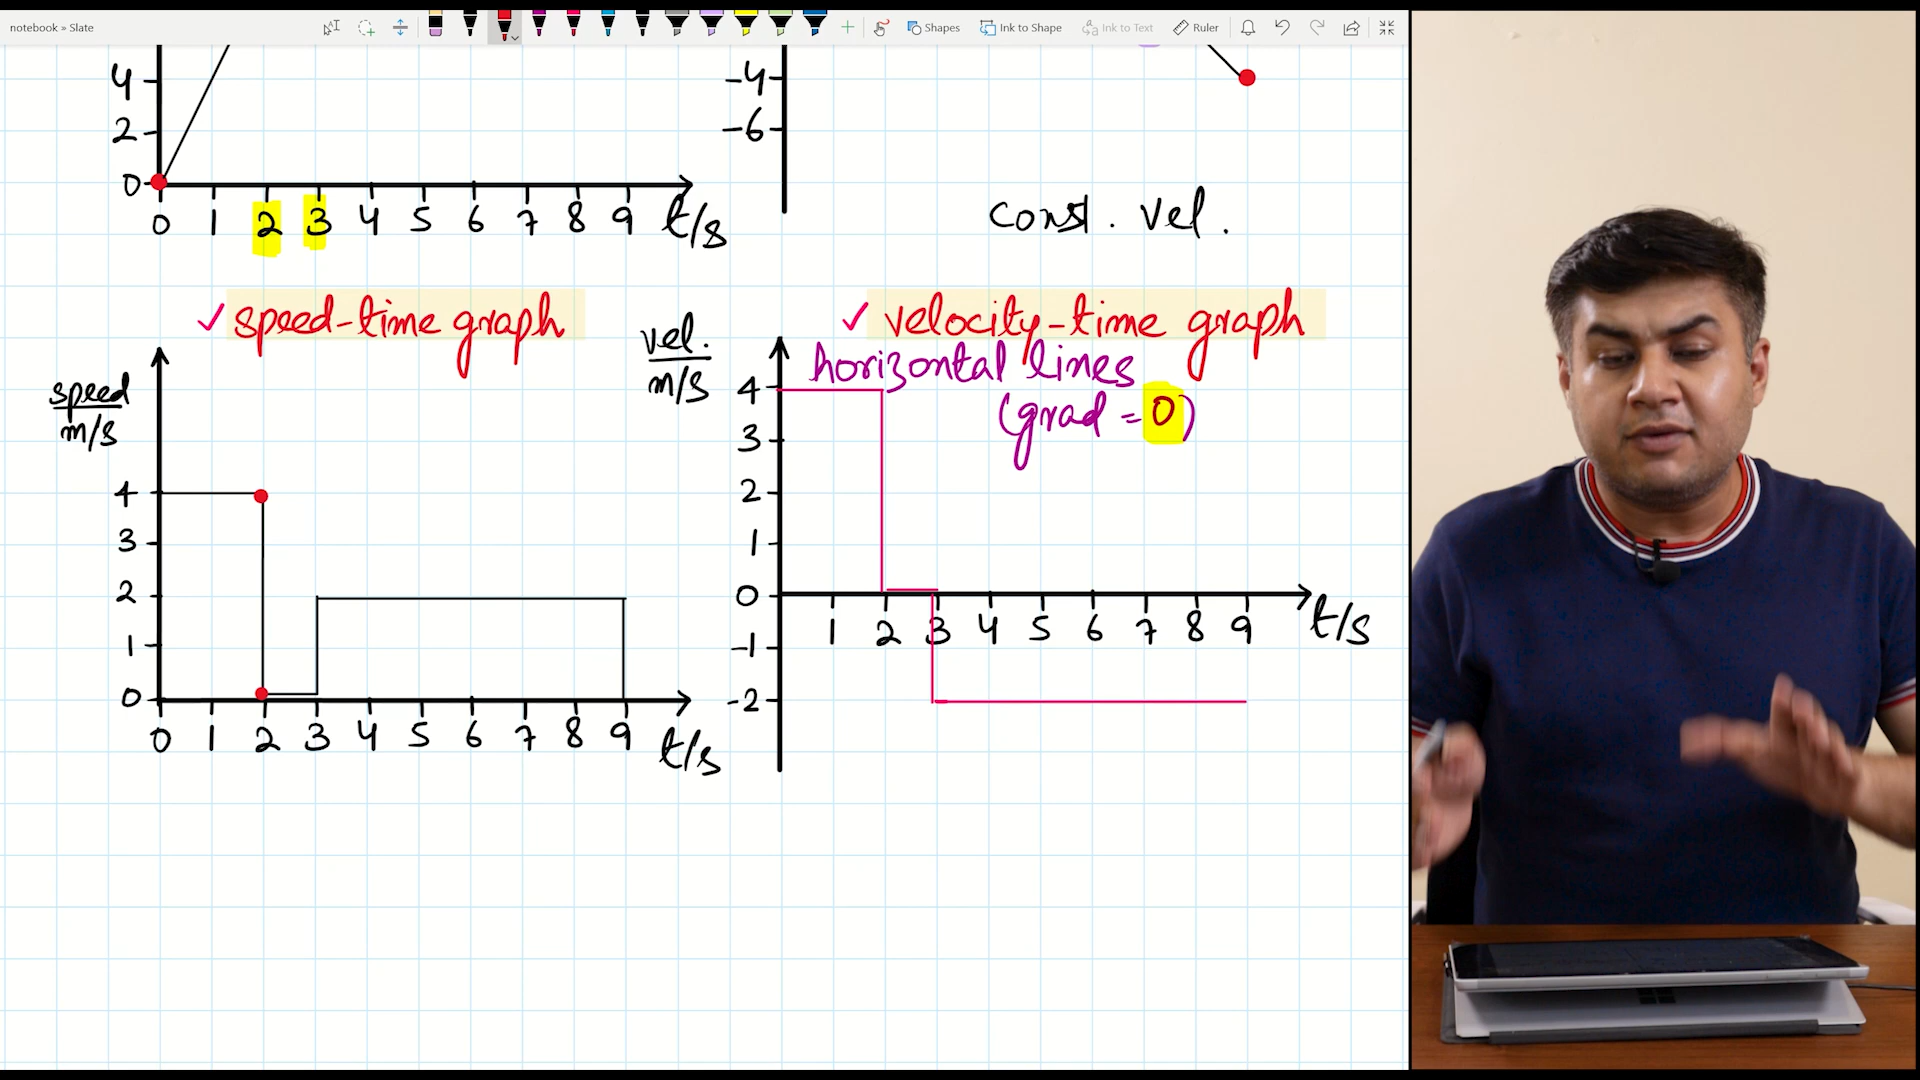 notebook » Slate
Shapes
Ink to Shape
Ink to Text
Ruler
4
2
0
0 1 2 3 4 5 6 7 8 9 t/s
-4
-6
const. vel.
✓ speed-time graph
speed
m/s
4
3
2
1
0
0 1 2 3 4 5 6 7 8 9 t/s
✓ velocity-time graph
vel.
m/s
horizontal lines
(grad = 0)
4
3
2
1
0
1 2 3 4 5 6 7 8 9 t/s
-1
-2